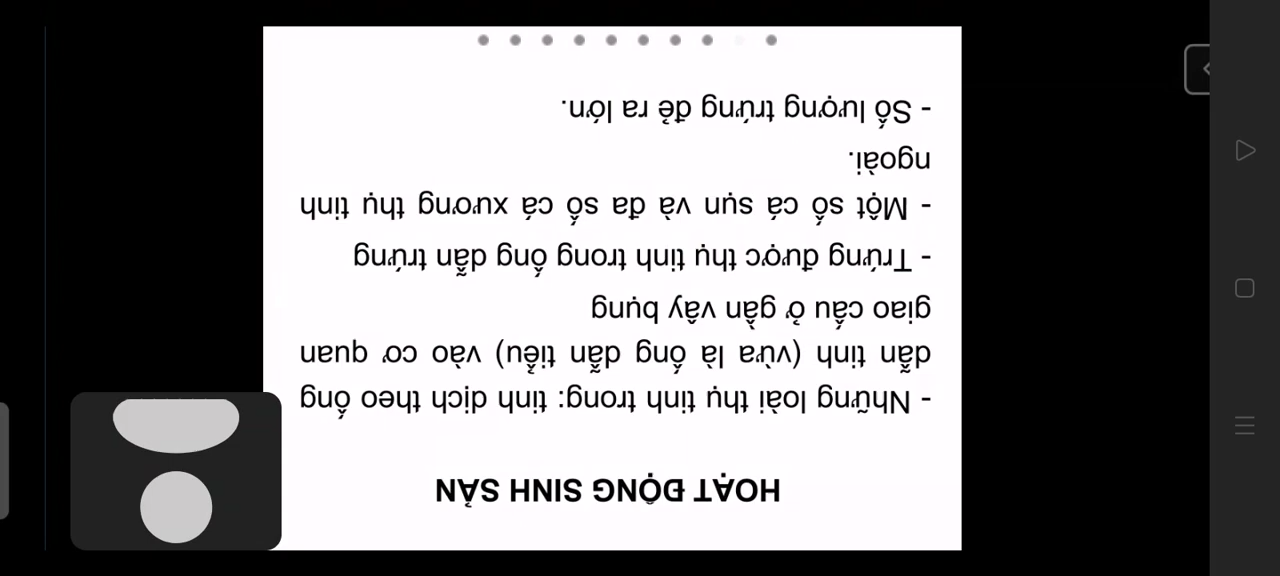 HOẠT ĐỘNG SINH SẢN
- Những loài thụ tinh trong: tinh dịch theo ống
dẫn tinh (vừa là ống dẫn tiểu) vào cơ quan
giao cấu ở gần vây bụng
- Trứng được thụ tinh trong ống dẫn trứng
- Một số cá sụn và đa số cá xương thụ tinh
ngoài.
- Số lượng trứng đẻ ra lớn.